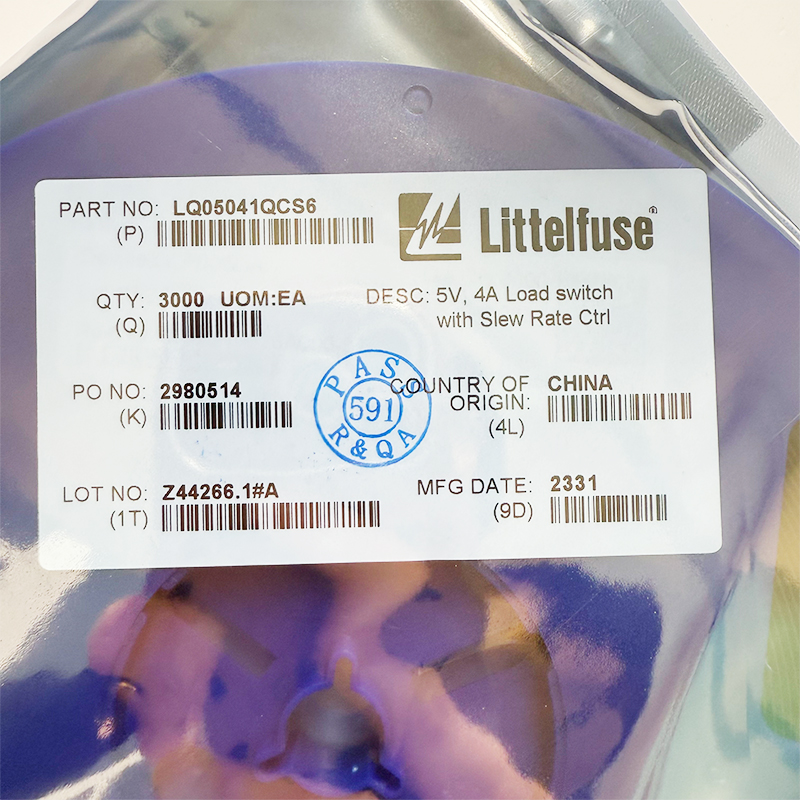 PART NO: LQ05041QCS6
(P)
Littelfuse®
QTY: 3000 UOM:EA
(Q)
DESC: 5V, 4A Load switch
with Slew Rate Ctrl
PO NO: 2980514
(K)
PASS
591
R&QA
COUNTRY OF ORIGIN: CHINA
(4L)
LOT NO: Z44266.1#A
(1T)
MFG DATE: 2331
(9D)